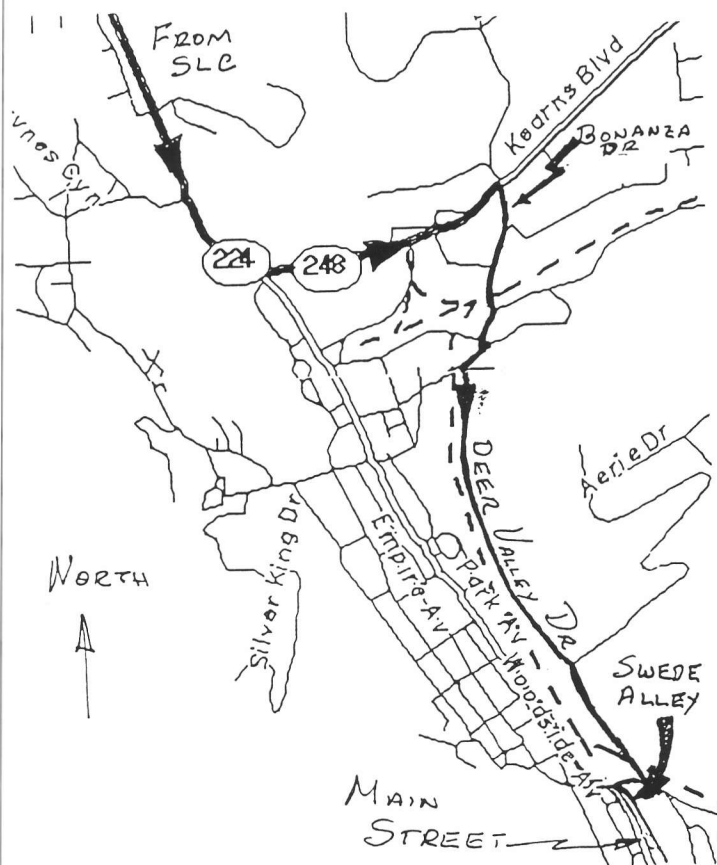 FROM
SLC
Kearns Blvd
BONANZA
DR
224
248
Aerie Dr
DEER VALLEY DR
Empire Av
Park Av
Silver King Dr
NORTH
Woodside Av
SWEDE
ALLEY
MAIN
STREET